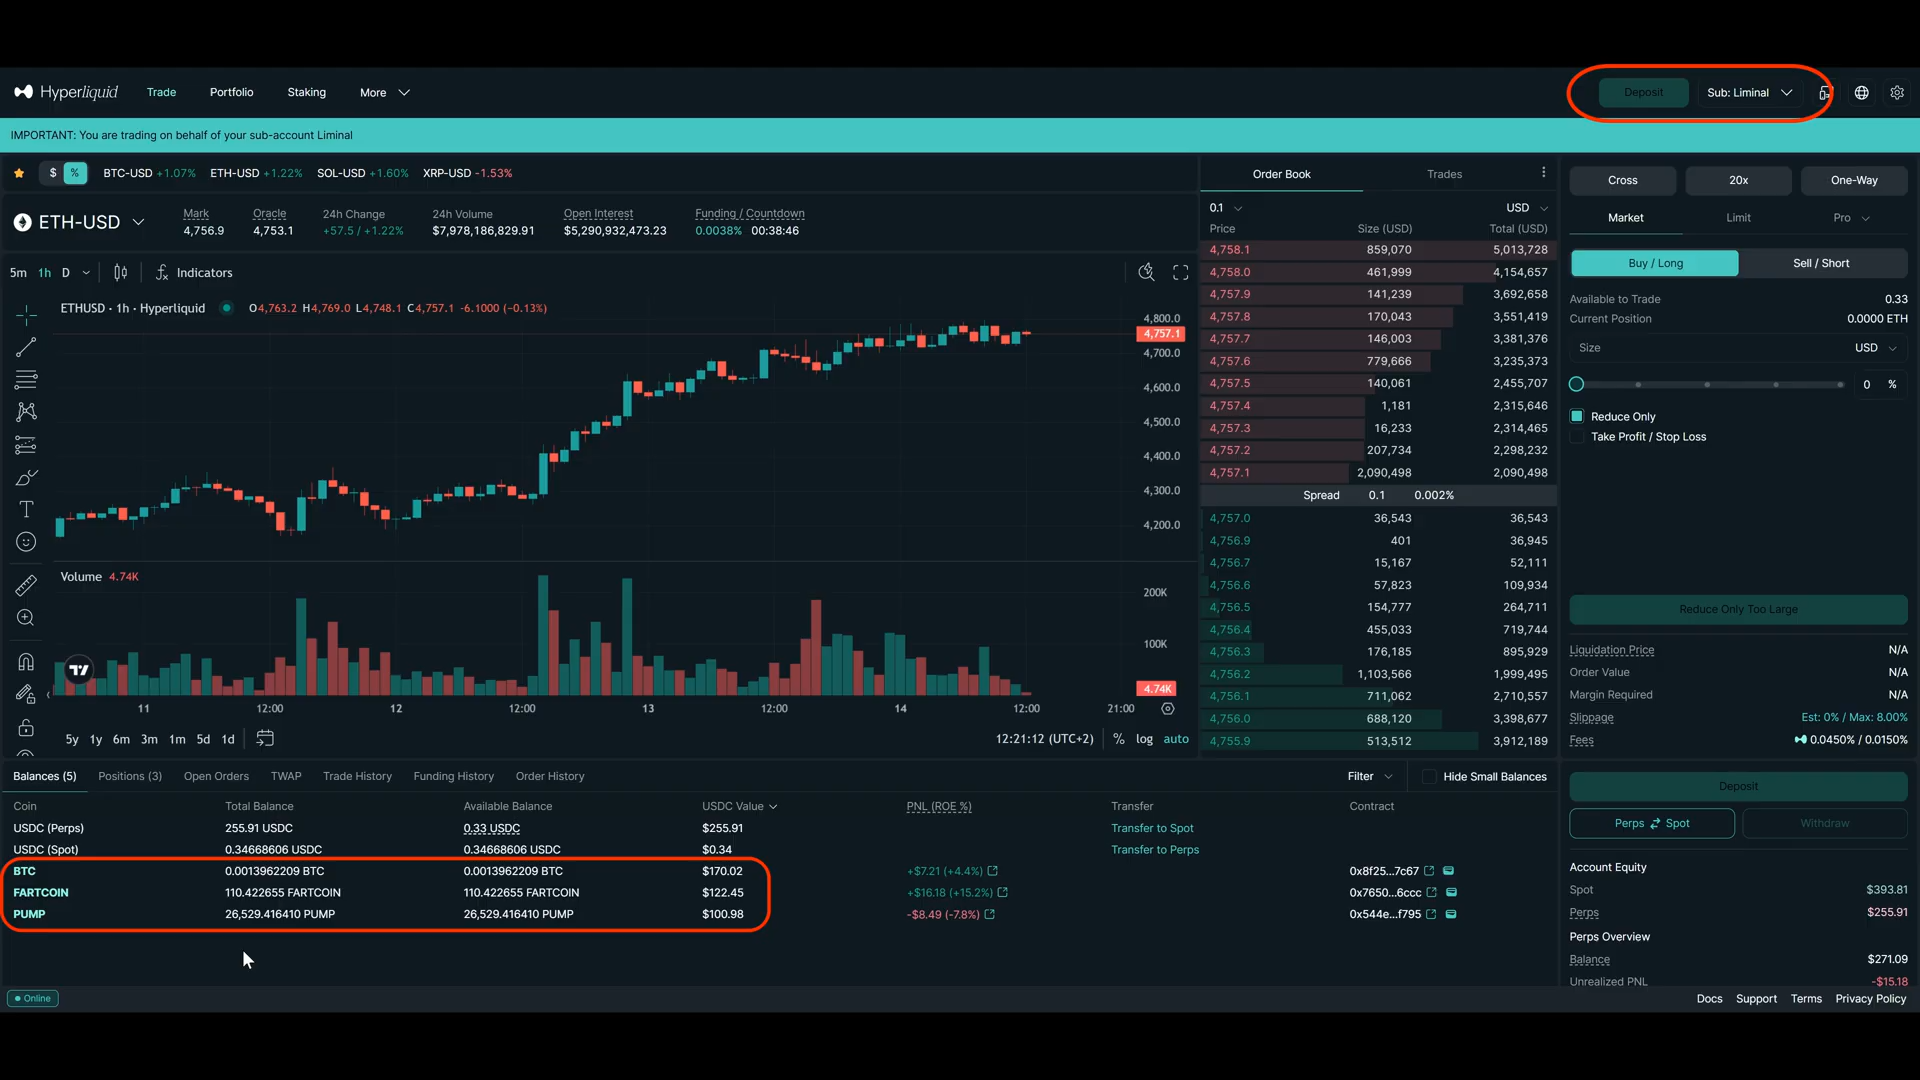 Hyperliquid Trade Portfolio Staking More Deposit Sub: Liminal
IMPORTANT: You are trading on behalf of your sub-account Liminal
$ % BTC-USD +1.07% ETH-USD +1.22% SOL-USD +1.60% XRP-USD -1.53%
ETH-USD
Mark Oracle 24h Change 24h Volume Open Interest Funding / Countdown
4,756.9 4,753.1 +57.5 / +1.22% $7,978,186,829.91 $5,290,932,473.23 0.0038% 00:38:46
5m 1h D Indicators
ETHUSD · 1h · Hyperliquid O4,763.2 H4,769.0 L4,748.1 C4,757.1 -6.1000 (−0.13%)
4,800.0
4,757.1
4,700.0
4,600.0
4,500.0
4,400.0
4,300.0
4,200.0
Volume 4.74K
200K
100K
4.74K
11 12:00 12 12:00 13 12:00 14 12:00 21:00
5y 1y 6m 3m 1m 5d 1d 12:21:12 (UTC+2) % log auto
Order Book Trades
0.1 USD
Price Size (USD) Total (USD)
4,758.1 859,070 5,013,728
4,758.0 461,999 4,154,657
4,757.9 141,239 3,692,658
4,757.8 170,043 3,551,419
4,757.7 146,003 3,381,376
4,757.6 779,666 3,235,373
4,757.5 140,061 2,455,707
4,757.4 1,181 2,315,646
4,757.3 16,233 2,314,465
4,757.2 207,734 2,298,232
4,757.1 2,090,498 2,090,498
Spread 0.1 0.002%
4,757.0 36,543 36,543
4,756.9 401 36,945
4,756.7 15,167 52,111
4,756.6 57,823 109,934
4,756.5 154,777 264,711
4,756.4 455,033 719,744
4,756.3 176,185 895,929
4,756.2 1,103,566 1,999,495
4,756.1 711,062 2,710,557
4,756.0 688,120 3,398,677
4,755.9 513,512 3,912,189
Cross 20x One-Way
Market Limit Pro
Buy / Long Sell / Short
Available to Trade 0.33
Current Position 0.0000 ETH
Size USD
0 %
Reduce Only
Take Profit / Stop Loss
Reduce Only Too Large
Liquidation Price N/A
Order Value N/A
Margin Required N/A
Slippage Est: 0% / Max: 8.00%
Fees 0.0450% / 0.0150%
Balances (5) Positions (3) Open Orders TWAP Trade History Funding History Order History Filter Hide Small Balances
Coin Total Balance Available Balance USDC Value PNL (ROE %) Transfer Contract
USDC (Perps) 255.91 USDC 0.33 USDC $255.91 Transfer to Spot
USDC (Spot) 0.34668606 USDC 0.34668606 USDC $0.34 Transfer to Perps
BTC 0.0013962209 BTC 0.0013962209 BTC $170.02 +$7.21 (+4.4%) 0x8f25...7c67
FARTCOIN 110.422655 FARTCOIN 110.422655 FARTCOIN $122.45 +$16.18 (+15.2%) 0x7650...6ccc
PUMP 26,529.416410 PUMP 26,529.416410 PUMP $100.98 -$8.49 (-7.8%) 0x544e...f795
Deposit
Perps Spot Withdraw
Account Equity
Spot $393.81
Perps $255.91
Perps Overview
Balance $271.09
Unrealized PNL -$15.18
Online Docs Support Terms Privacy Policy